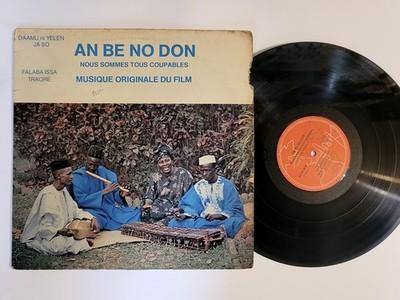 DAAMU ni YELEN
JA SO
AN BE NO DON
NOUS SOMMES TOUS COUPABLES
FALABA ISSA
TRAORE
MUSIQUE ORIGINALE DU FILM